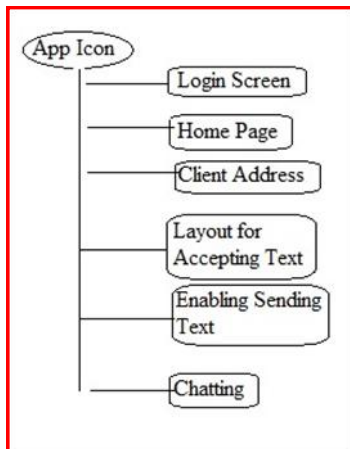 App Icon
Login Screen
Home Page
Client Address
Layout for
Accepting Text
Enabling Sending
Text
Chatting